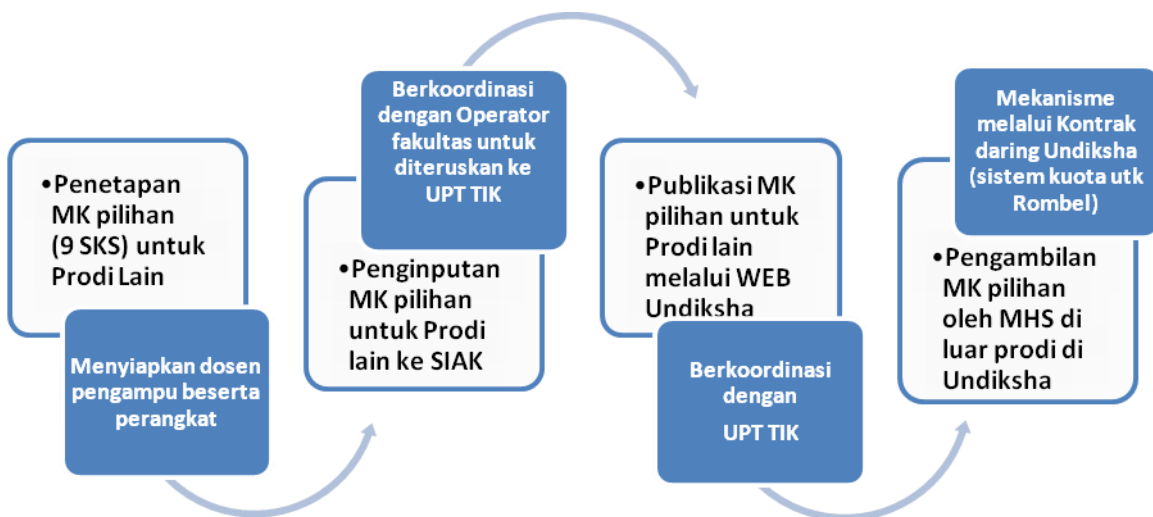 •Penetapan
MK pilihan
(9 SKS) untuk
Prodi Lain
Menyiapkan dosen
pengampu beserta
perangkat
Berkoordinasi
dengan Operator
fakultas untuk
diteruskan ke
UPT TIK
•Penginputan
MK pilihan
untuk Prodi
lain ke SIAK
•Publikasi MK
pilihan untuk
Prodi lain
melalui WEB
Undiksha
Berkoordinasi
dengan
UPT TIK
Mekanisme
melalui Kontrak
daring Undiksha
(sistem kuota utk
Rombel)
•Pengambilan
MK pilihan
oleh MHS di
luar prodi di
Undiksha